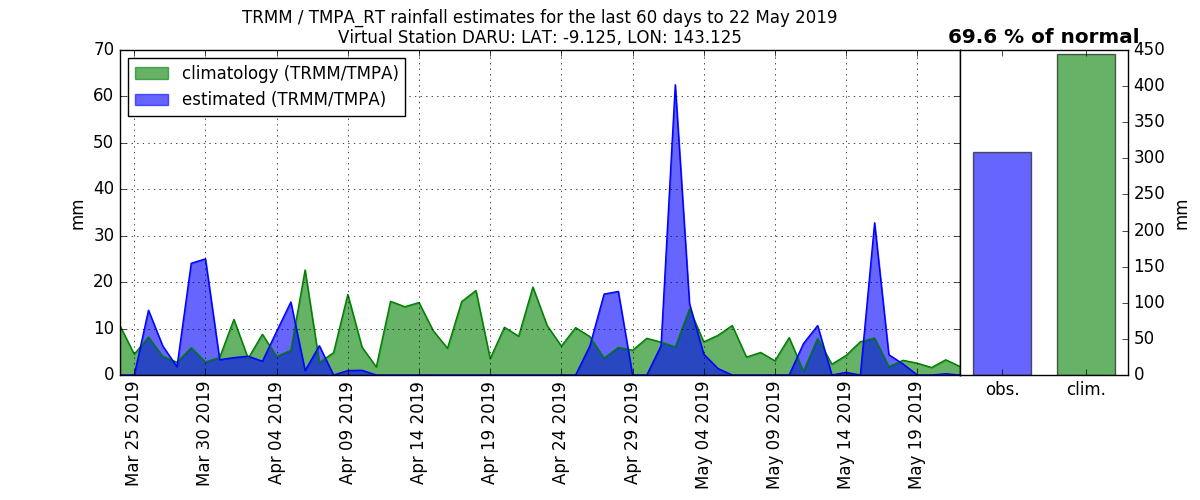 TRMM / TMPA_RT rainfall estimates for the last 60 days to 22 May 2019
Virtual Station DARU: LAT: -9.125, LON: 143.125
69.6 % of normal
climatology (TRMM/TMPA)
estimated (TRMM/TMPA)
mm
70
60
50
40
30
20
10
0
Mar 25 2019
Mar 30 2019
Apr 04 2019
Apr 09 2019
Apr 14 2019
Apr 19 2019
Apr 24 2019
Apr 29 2019
May 04 2019
May 09 2019
May 14 2019
May 19 2019
obs.
clim.
450
400
350
300
250
200
150
100
50
0
mm